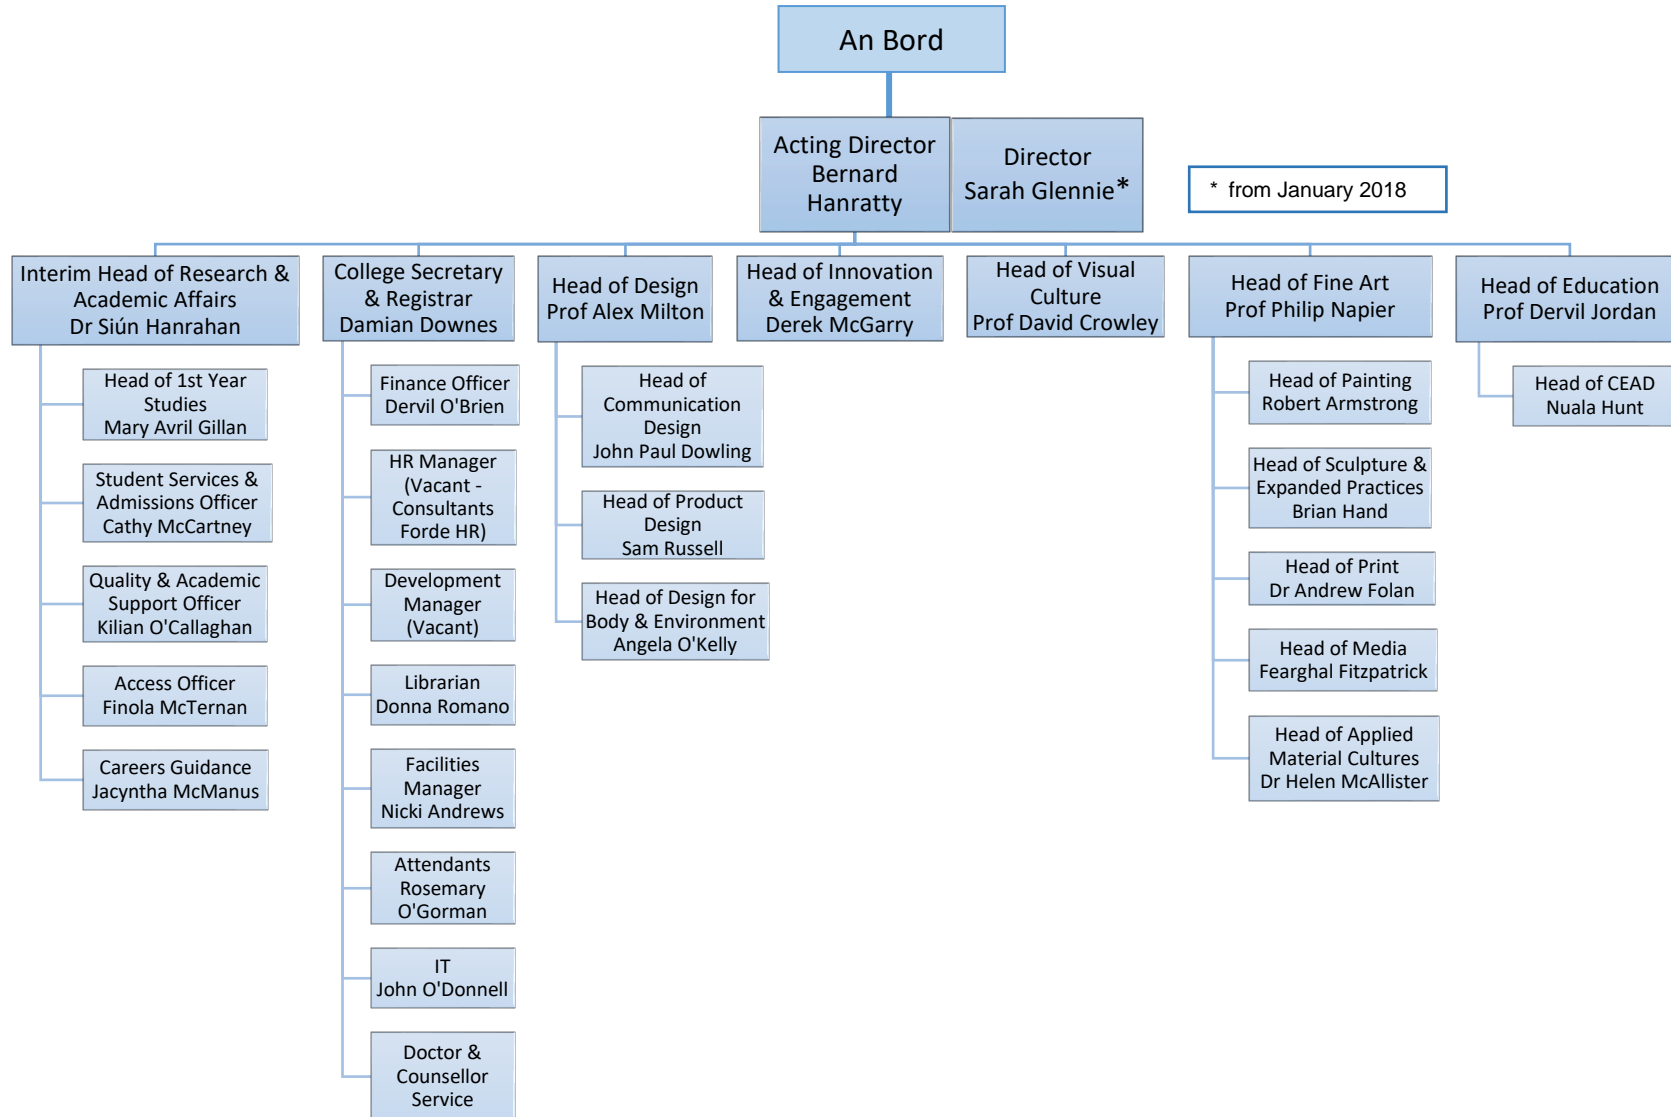 An Bord
Acting Director
Bernard
Hanratty
Director
Sarah Glennie*
* from January 2018
Interim Head of Research &
Academic Affairs
Dr Siún Hanrahan
Head of 1st Year
Studies
Mary Avril Gillan
Student Services &
Admissions Officer
Cathy McCartney
Quality & Academic
Support Officer
Kilian O'Callaghan
Access Officer
Finola McTernan
Careers Guidance
Jacyntha McManus
College Secretary
& Registrar
Damian Downes
Finance Officer
Dervil O'Brien
HR Manager
(Vacant -
Consultants
Forde HR)
Development
Manager
(Vacant)
Librarian
Donna Romano
Facilities
Manager
Nicki Andrews
Attendants
Rosemary
O'Gorman
IT
John O'Donnell
Doctor &
Counsellor
Service
Head of Design
Prof Alex Milton
Head of
Communication
Design
John Paul Dowling
Head of Product
Design
Sam Russell
Head of Design for
Body & Environment
Angela O'Kelly
Head of Innovation
& Engagement
Derek McGarry
Head of Visual
Culture
Prof David Crowley
Head of Fine Art
Prof Philip Napier
Head of Painting
Robert Armstrong
Head of Sculpture &
Expanded Practices
Brian Hand
Head of Print
Dr Andrew Folan
Head of Media
Fearghal Fitzpatrick
Head of Applied
Material Cultures
Dr Helen McAllister
Head of Education
Prof Dervil Jordan
Head of CEAD
Nuala Hunt